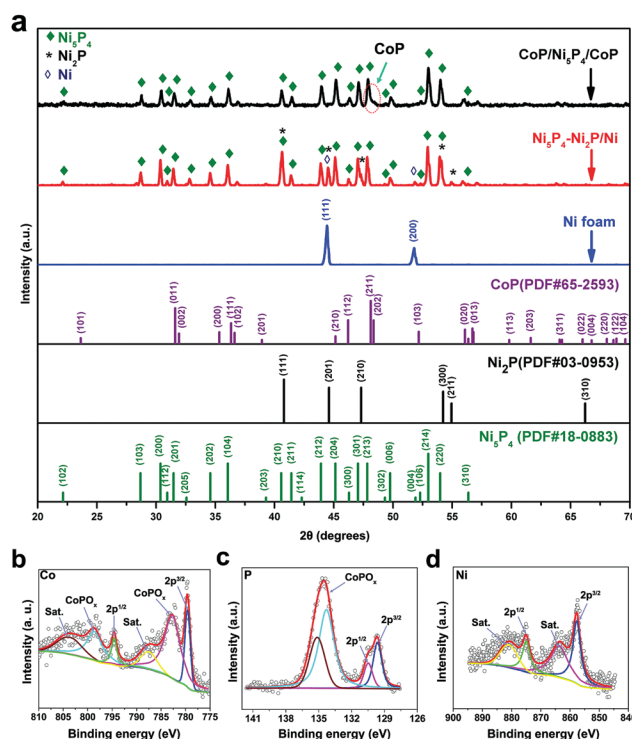 a
Ni5P4
Ni2P
Ni
CoP
CoP/Ni5P4/CoP
Ni5P4-Ni2P/Ni
Ni foam
(111)
(200)
CoP(PDF#65-2593)
(101)
(011)
(002)
(200)
(111)
(102)
(201)
(210)
(112)
(211)
(202)
(103)
(020)
(013)
(113)
(203)
(311)
(022)
(004)
(220)
(122)
(104)
Ni2P(PDF#03-0953)
(111)
(201)
(210)
(300)
(211)
(310)
Ni5P4 (PDF#18-0883)
(102)
(103)
(200)
(112)
(201)
(205)
(202)
(104)
(203)
(210)
(211)
(114)
(212)
(204)
(300)
(301)
(213)
(302)
(006)
(004)
(106)
(214)
(220)
(310)
Intensity (a.u.)
20 25 30 35 40 45 50 55 60 65 70
2θ (degrees)
b
Co
Sat.
CoPOx
2p1/2
Sat.
CoPOx
2p3/2
Intensity (a. u.)
810 805 800 795 790 785 780 775
Binding energy (eV)
c
P
CoPOx
2p1/2
2p3/2
Intensity (a. u.)
141 138 135 132 129 126
Binding energy (eV)
d
Ni
Sat.
2p1/2
Sat.
2p3/2
Intensity (a. u.)
900 880 860 840
Binding energy (eV)